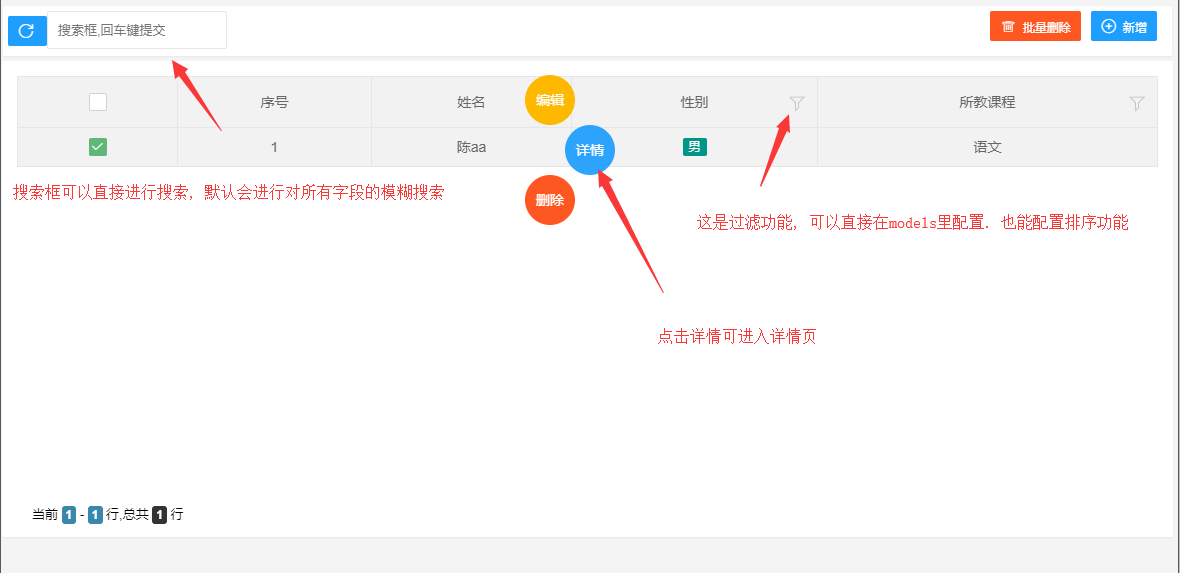 搜索框,回车键提交
批量删除
新增
序号 姓名 性别 所教课程
编辑
1 陈aa 男 语文
详情
删除
搜索框可以直接进行搜索, 默认会进行对所有字段的模糊搜索
这是过滤功能, 可以直接在models里配置. 也能配置排序功能
点击详情可进入详情页
当前 1 - 1 行,总共 1 行